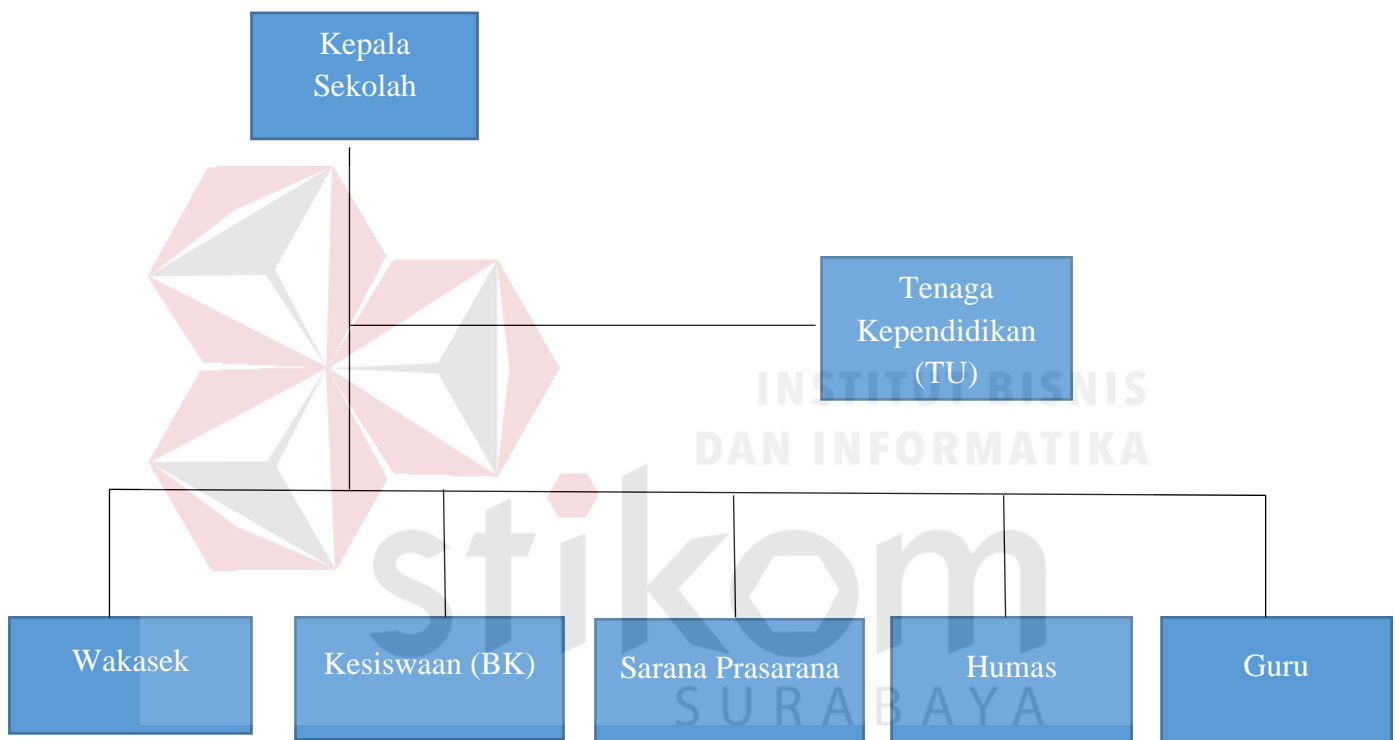 Kepala
Sekolah
Tenaga
Kependidikan
(TU)
INSTITUT BISNIS
DAN INFORMATIKA
stikom
SURABAYA
Wakasek
Kesiswaan (BK)
Sarana Prasarana
Humas
Guru